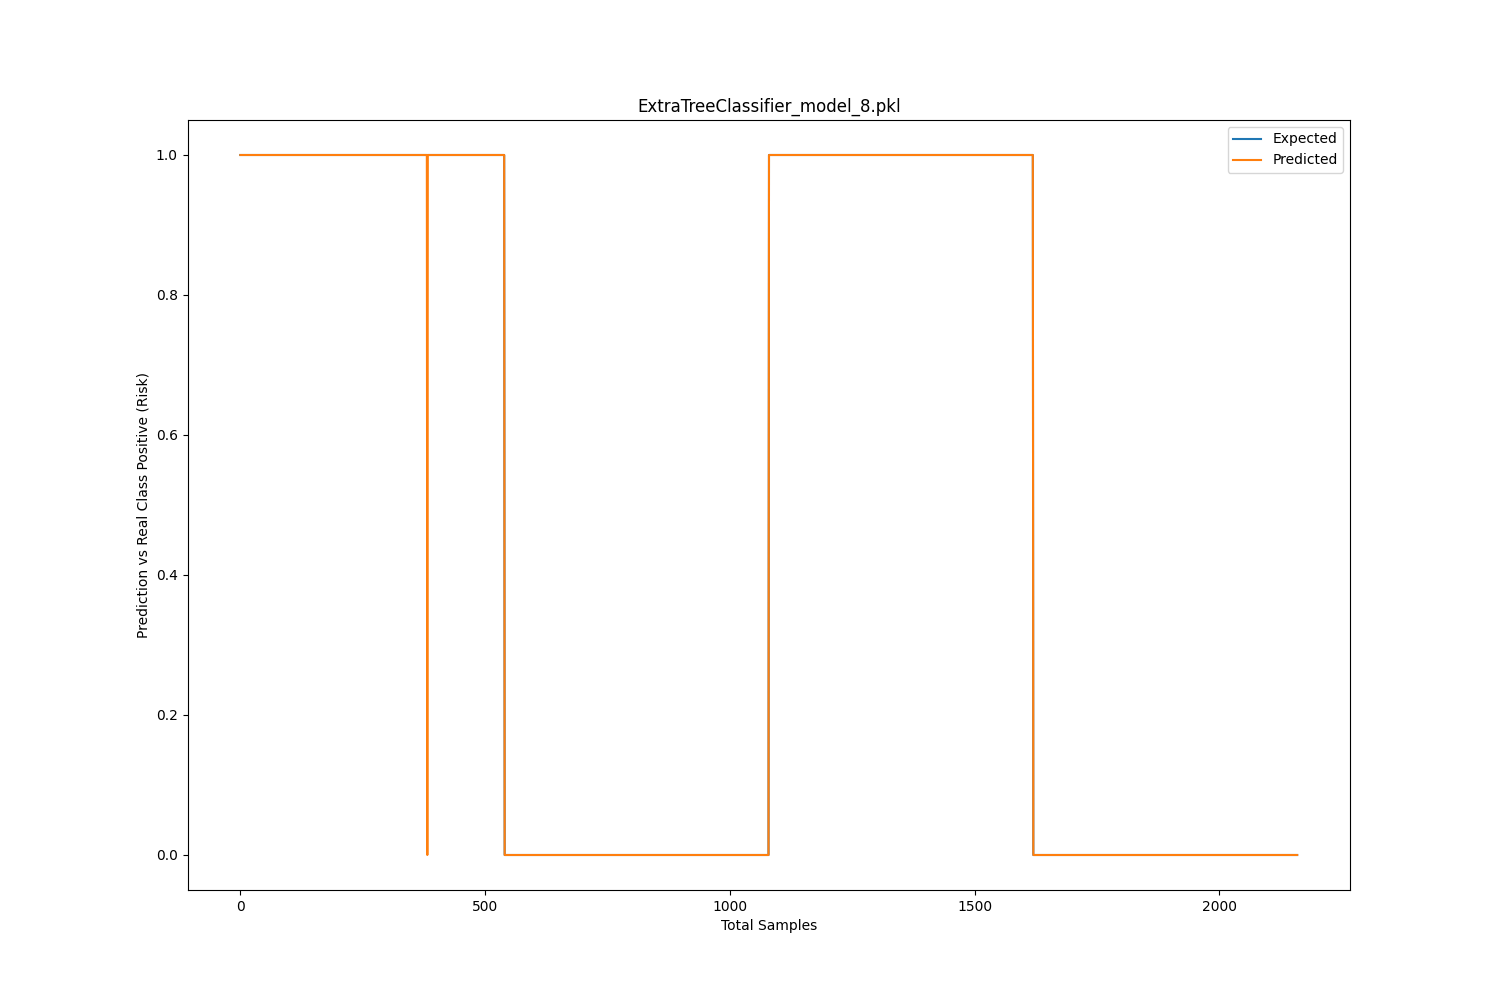 ExtraTreeClassifier_model_8.pkl
Expected
Predicted
Prediction vs Real Class Positive (Risk)
1.0
0.8
0.6
0.4
0.2
0.0
0 500 1000 1500 2000
Total Samples